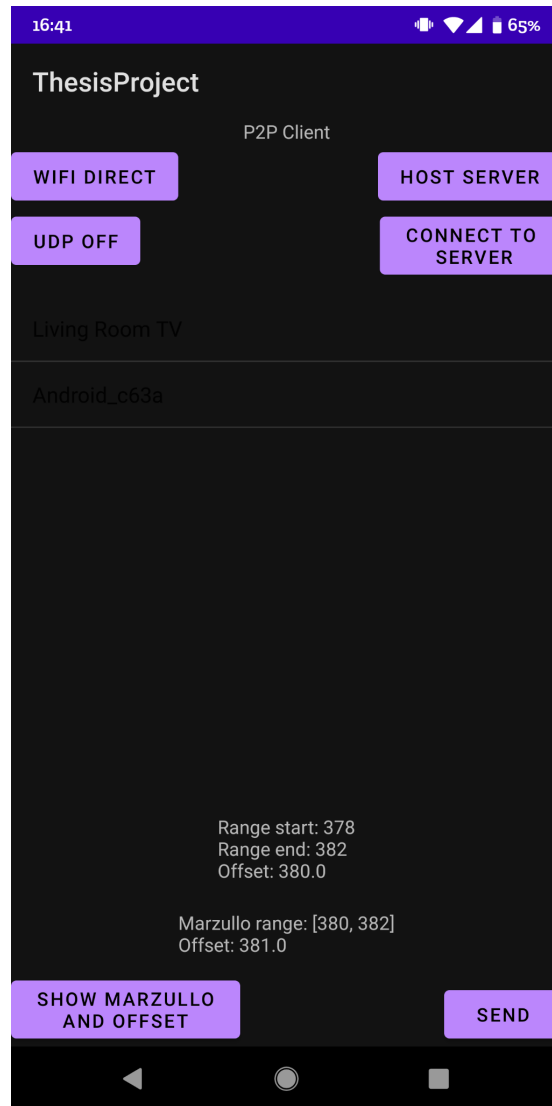 16:41 65%
ThesisProject
P2P Client
WIFI DIRECT HOST SERVER
UDP OFF CONNECT TO
SERVER
Living Room TV
Android_c63a
Range start: 378
Range end: 382
Offset: 380.0
Marzullo range: [380, 382]
Offset: 381.0
SHOW MARZULLO
AND OFFSET
SEND